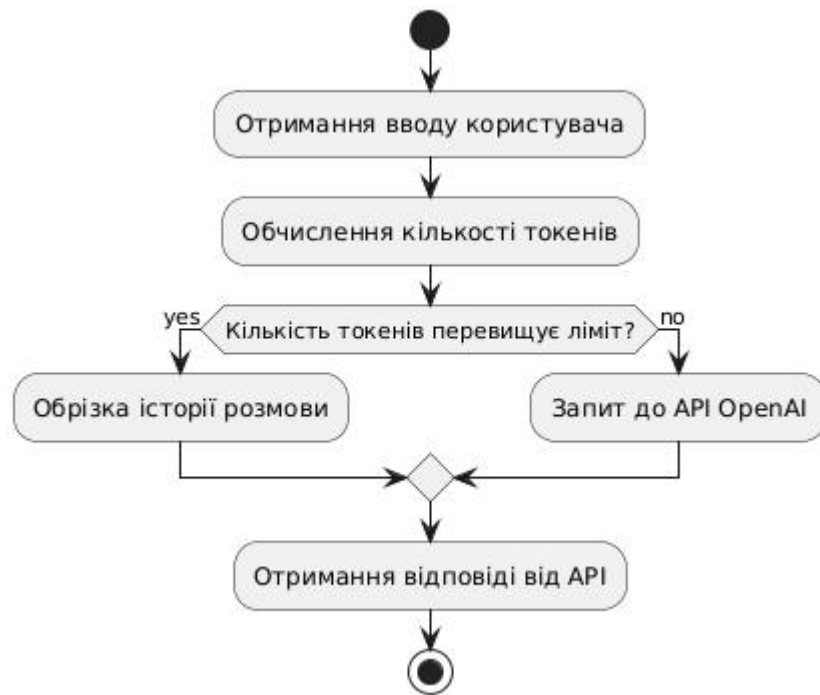 Отримання вводу користувача
Обчислення кількості токенів
yes
Кількість токенів перевищує ліміт?
no
Обрізка історії розмови
Запит до API OpenAI
Отримання відповіді від API